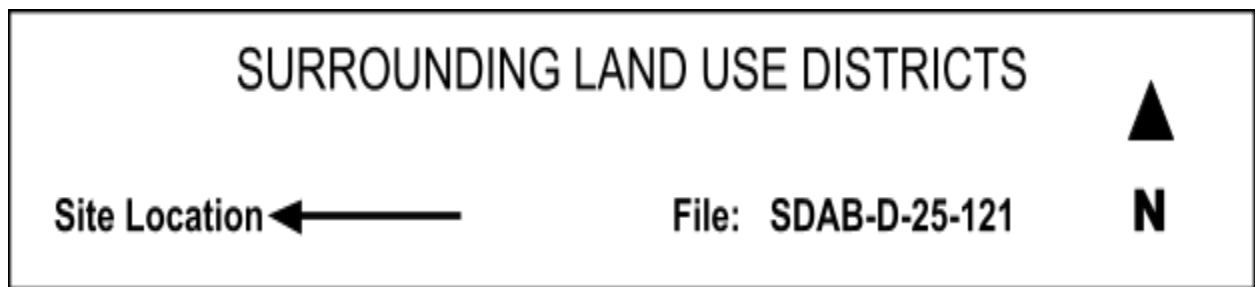 SURROUNDING LAND USE DISTRICTS
Site Location
File: SDAB-D-25-121
N